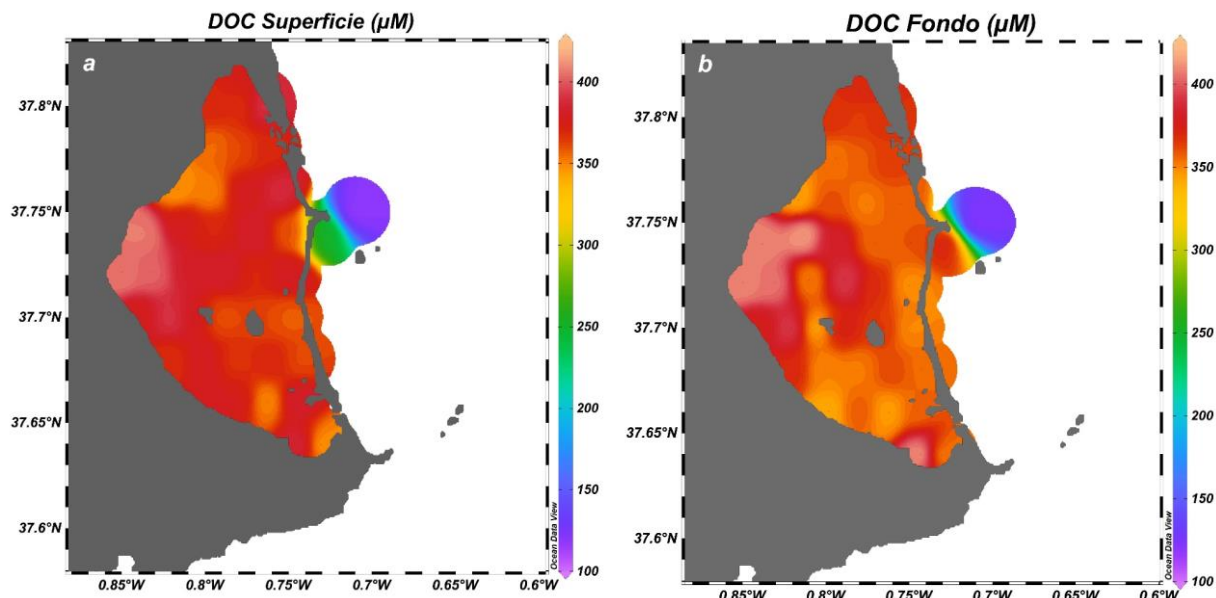 DOC Superficie (µM)
a
37.8°N
37.75°N
37.7°N
37.65°N
37.6°N
0.85°W 0.8°W 0.75°W 0.7°W 0.65°W 0.6°W
400
350
300
250
200
150
100
Ocean Data View
DOC Fondo (µM)
b
37.8°N
37.75°N
37.7°N
37.65°N
37.6°N
0.85°W 0.8°W 0.75°W 0.7°W 0.65°W 0.6°W
400
350
300
250
200
150
100
Ocean Data View